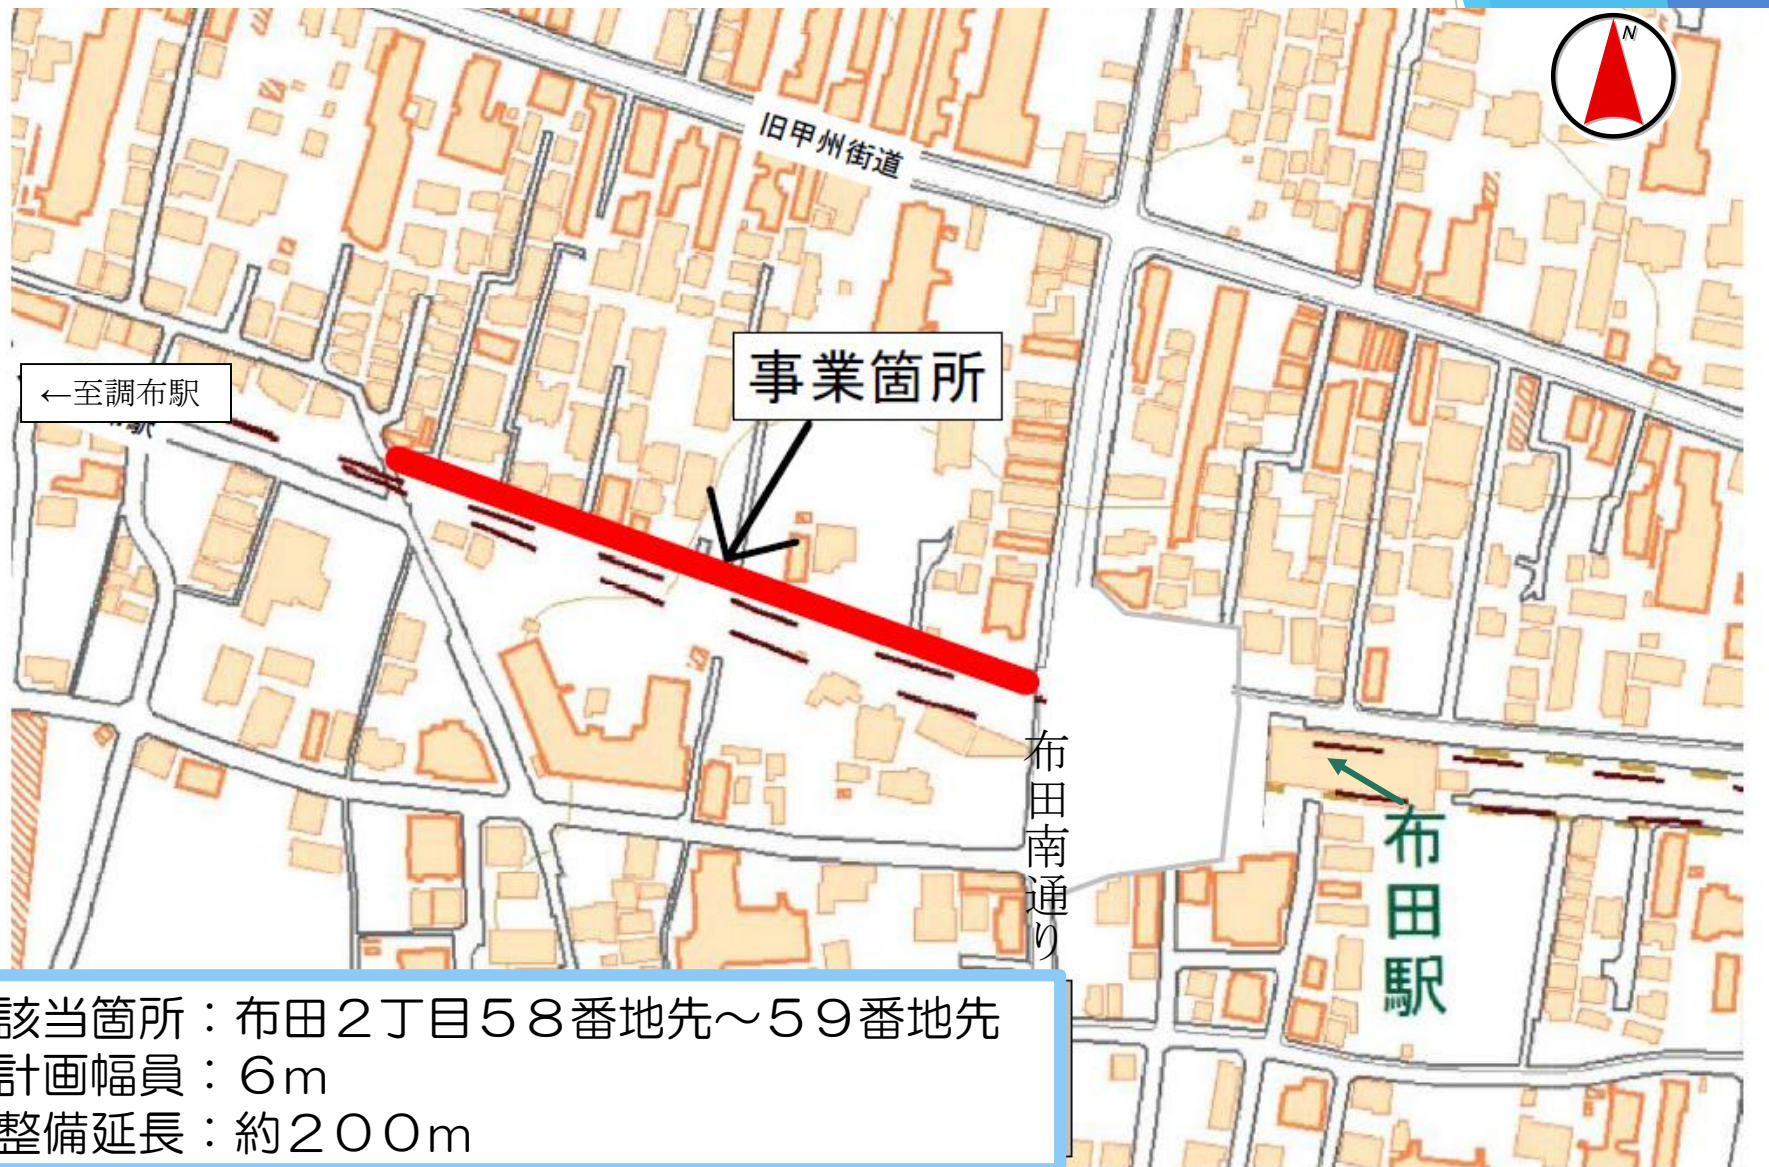 N
旧甲州街道
事業箇所
←至調布駅
駅
布田南通り
布田駅
該当箇所：布田２丁目５８番地先～５９番地先
計画幅員：６ｍ
整備延長：約２００ｍ